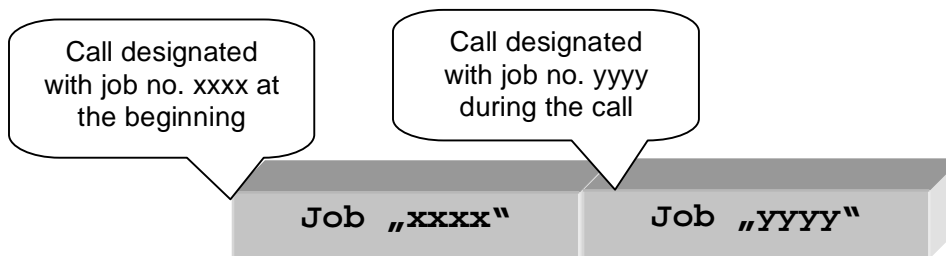 Call designated
with job no. xxxx at
the beginning
Call designated
with job no. yyyy
during the call
Job „xxxx“
Job „yyyy“